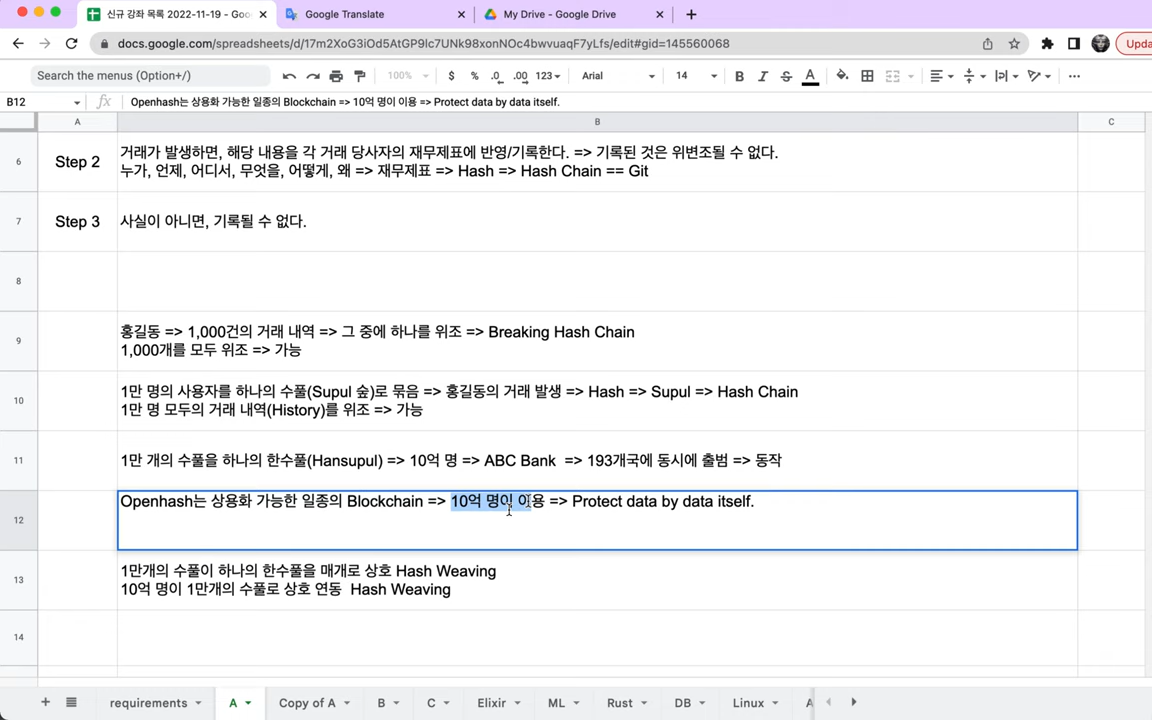 신규 강좌 목록 2022-11-19 - Goo
Google Translate
My Drive - Google Drive
docs.google.com/spreadsheets/d/17m2XoG3iOd5AtGP9lc7UNk98xonNOc4bwvuaqF7yLfs/edit#gid=145560068
Upda
Search the menus (Option+/)
100%
$
%
.0
.00
123
Arial
14
B
I
S
A
B12
fx
Openhash는 상용화 가능한 일종의 Blockchain => 10억 명이 이용 => Protect data by data itself.
A
B
C
6
Step 2
거래가 발생하면, 해당 내용을 각 거래 당사자의 재무제표에 반영/기록한다. => 기록된 것은 위변조될 수 없다.
누가, 언제, 어디서, 무엇을, 어떻게, 왜 => 재무제표 => Hash => Hash Chain == Git
7
Step 3
사실이 아니면, 기록될 수 없다.
8
9
홍길동 => 1,000건의 거래 내역 => 그 중에 하나를 위조 => Breaking Hash Chain
1,000개를 모두 위조 => 가능
10
1만 명의 사용자를 하나의 수풀(Supul 숲)로 묶음 => 홍길동의 거래 발생 => Hash => Supul => Hash Chain
1만 명 모두의 거래 내역(History)를 위조 => 가능
11
1만 개의 수풀을 하나의 한수풀(Hansupul) => 10억 명 => ABC Bank => 193개국에 동시에 출범 => 동작
12
Openhash는 상용화 가능한 일종의 Blockchain => 10억 명이 이용 => Protect data by data itself.
13
1만개의 수풀이 하나의 한수풀을 매개로 상호 Hash Weaving
10억 명이 1만개의 수풀로 상호 연동 Hash Weaving
14
requirements
A
Copy of A
B
C
Elixir
ML
Rust
DB
Linux
A